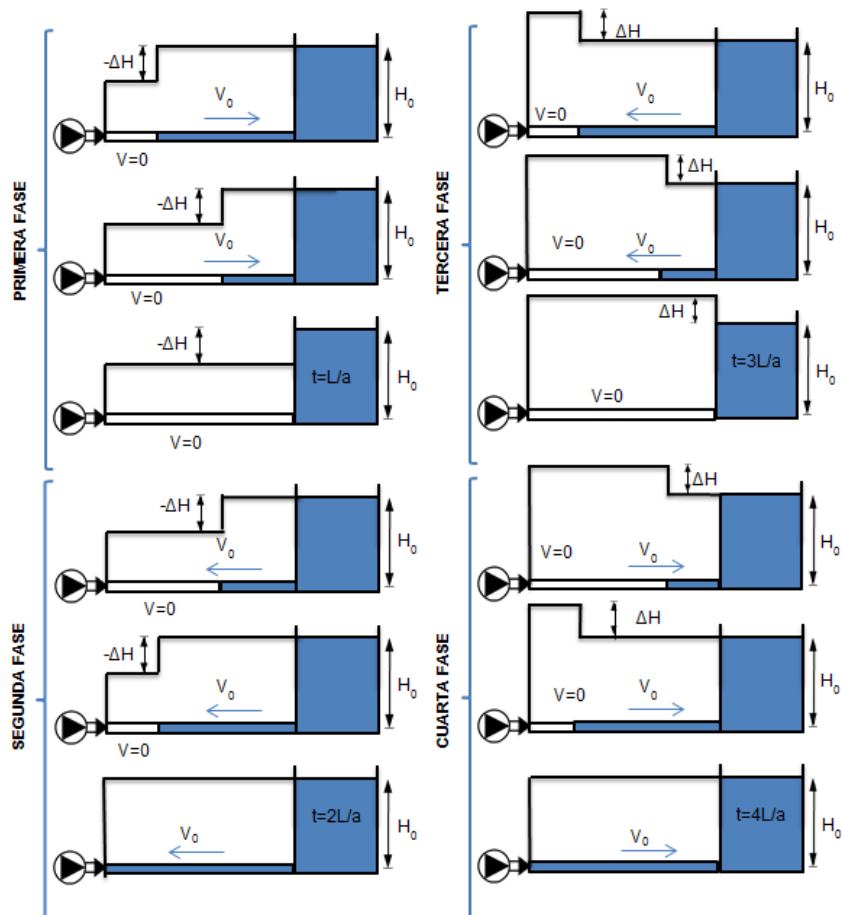 PRIMERA FASE
-ΔH
V₀
H₀
V=0
-ΔH
V₀
H₀
V=0
-ΔH
t=L/a
H₀
V=0
SEGUNDA FASE
-ΔH
V₀
H₀
V=0
-ΔH
V₀
H₀
V=0
t=2L/a
V₀
H₀
TERCERA FASE
ΔH
V₀
H₀
V=0
ΔH
V=0
V₀
H₀
ΔH
t=3L/a
H₀
V=0
CUARTA FASE
ΔH
V=0
V₀
H₀
ΔH
V₀
H₀
V=0
t=4L/a
V₀
H₀